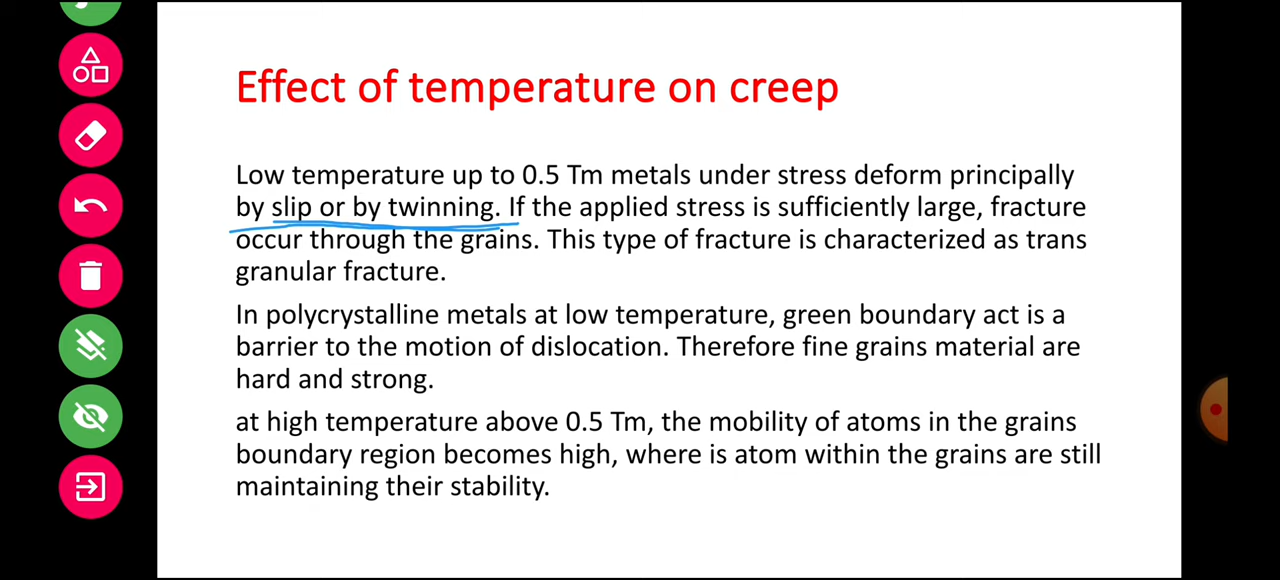 Effect of temperature on creep
Low temperature up to 0.5 Tm metals under stress deform principally
by slip or by twinning. If the applied stress is sufficiently large, fracture
occur through the grains. This type of fracture is characterized as trans
granular fracture.
In polycrystalline metals at low temperature, green boundary act is a
barrier to the motion of dislocation. Therefore fine grains material are
hard and strong.
at high temperature above 0.5 Tm, the mobility of atoms in the grains
boundary region becomes high, where is atom within the grains are still
maintaining their stability.